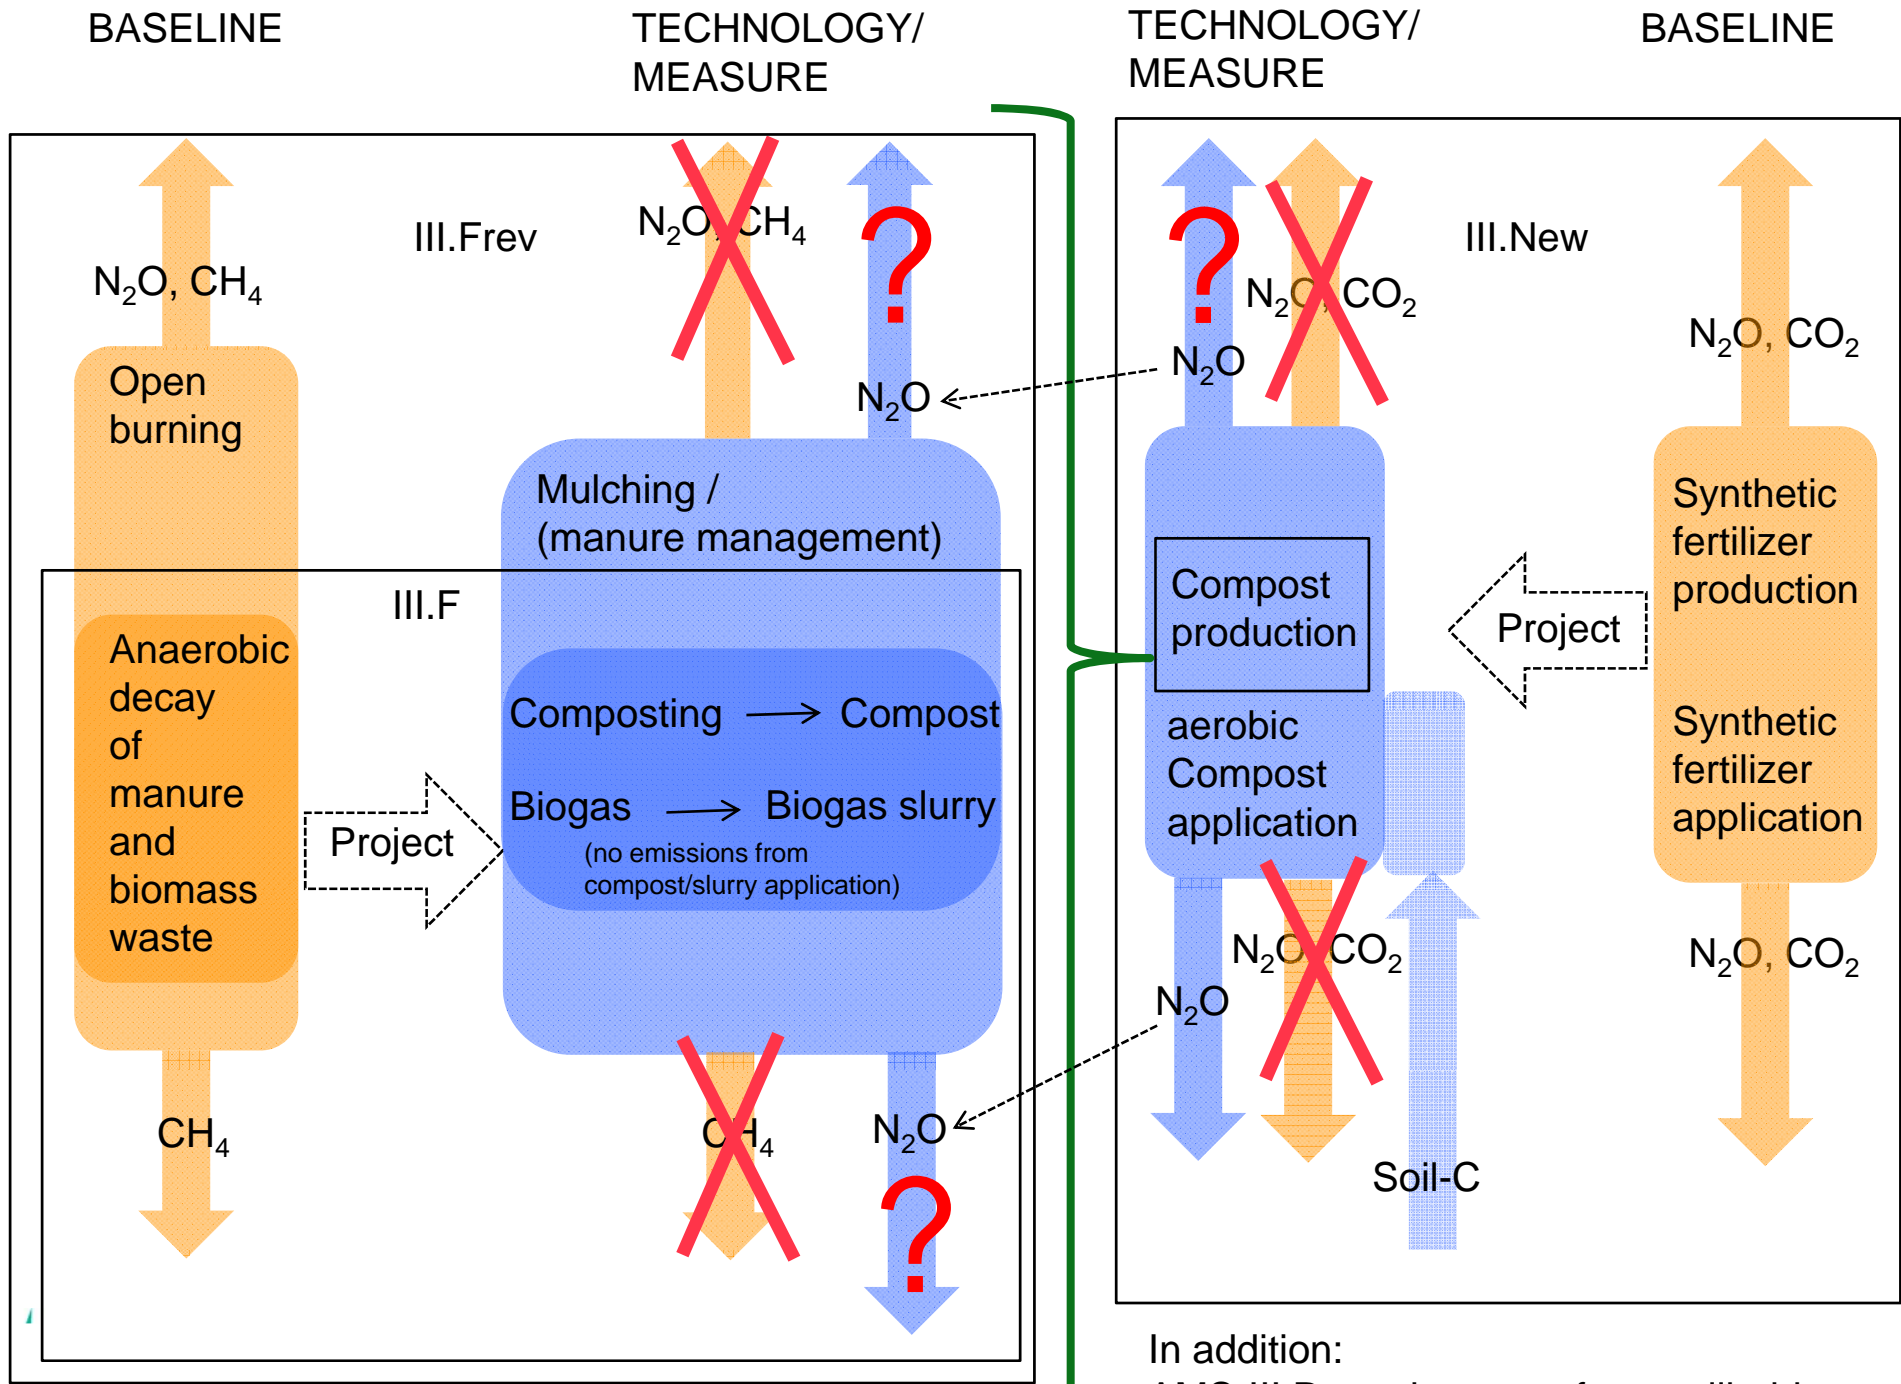 BASELINE
TECHNOLOGY/
MEASURE
TECHNOLOGY/
MEASURE
BASELINE
III.Frev
N₂O, CH₄
Open
burning
III.F
Anaerobic
decay
of
manure
and
biomass
waste
CH₄
Project
N₂O, CH₄
?
N₂O
Mulching /
(manure management)
Composting → Compost
Biogas → Biogas slurry
(no emissions from
compost/slurry application)
CH₄
N₂O
?
III.New
?
N₂O, CO₂
N₂O
Compost
production
aerobic
Compost
application
N₂O, CO₂
N₂O
Soil-C
Project
N₂O, CO₂
Synthetic
fertilizer
production
Synthetic
fertilizer
application
N₂O, CO₂
In addition: